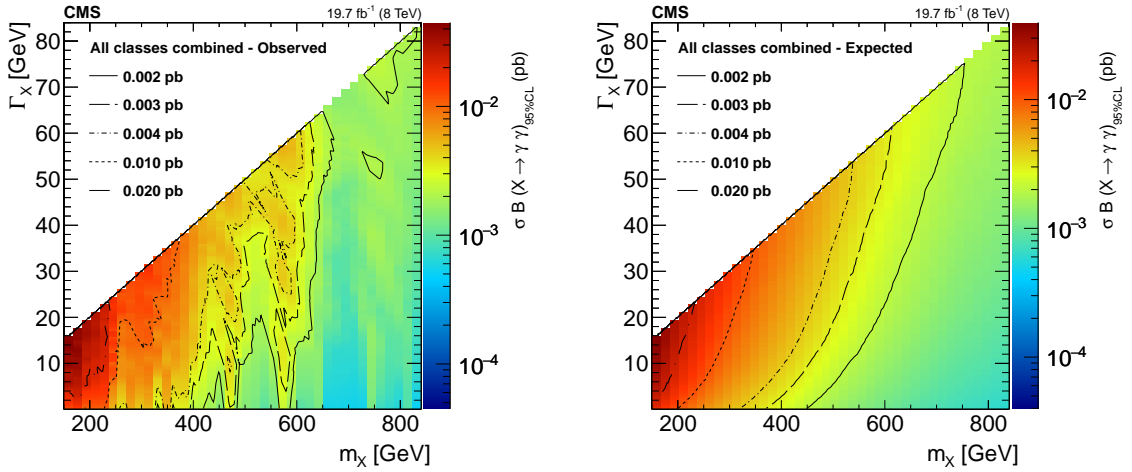 CMS
19.7 fb⁻¹ (8 TeV)
All classes combined - Observed
0.002 pb
0.003 pb
0.004 pb
0.010 pb
0.020 pb
Γ_X [GeV]
80
70
60
50
40
30
20
10
200
400
600
800
m_X [GeV]
10⁻²
10⁻³
10⁻⁴
σ B (X → γ γ)_95%CL (pb)
CMS
19.7 fb⁻¹ (8 TeV)
All classes combined - Expected
0.002 pb
0.003 pb
0.004 pb
0.010 pb
0.020 pb
Γ_X [GeV]
80
70
60
50
40
30
20
10
200
400
600
800
m_X [GeV]
10⁻²
10⁻³
10⁻⁴
σ B (X → γ γ)_95%CL (pb)